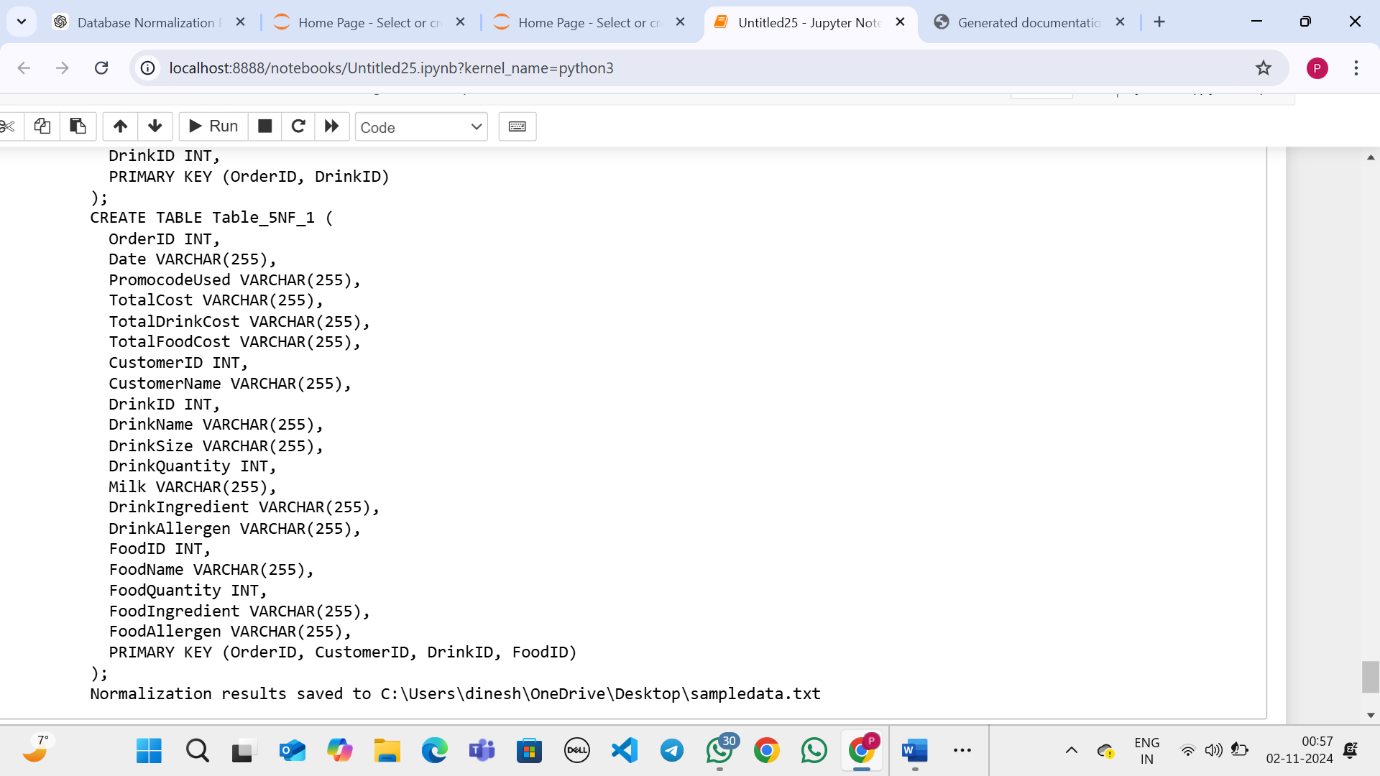 Database Normalization
Home Page - Select or cr
Home Page - Select or cr
Untitled25 - Jupyter Note
Generated documentatio
localhost:8888/notebooks/Untitled25.ipynb?kernel_name=python3
P
Run
Code
DrinkID INT,
PRIMARY KEY (OrderID, DrinkID)
);
CREATE TABLE Table_5NF_1 (
OrderID INT,
Date VARCHAR(255),
PromocodeUsed VARCHAR(255),
TotalCost VARCHAR(255),
TotalDrinkCost VARCHAR(255),
TotalFoodCost VARCHAR(255),
CustomerID INT,
CustomerName VARCHAR(255),
DrinkID INT,
DrinkName VARCHAR(255),
DrinkSize VARCHAR(255),
DrinkQuantity INT,
Milk VARCHAR(255),
DrinkIngredient VARCHAR(255),
DrinkAllergen VARCHAR(255),
FoodID INT,
FoodName VARCHAR(255),
FoodQuantity INT,
FoodIngredient VARCHAR(255),
FoodAllergen VARCHAR(255),
PRIMARY KEY (OrderID, CustomerID, DrinkID, FoodID)
);
Normalization results saved to C:\Users\dinesh\OneDrive\Desktop\sampledata.txt
7°
DELL
30
P
W
ENG
IN
00:57
02-11-2024